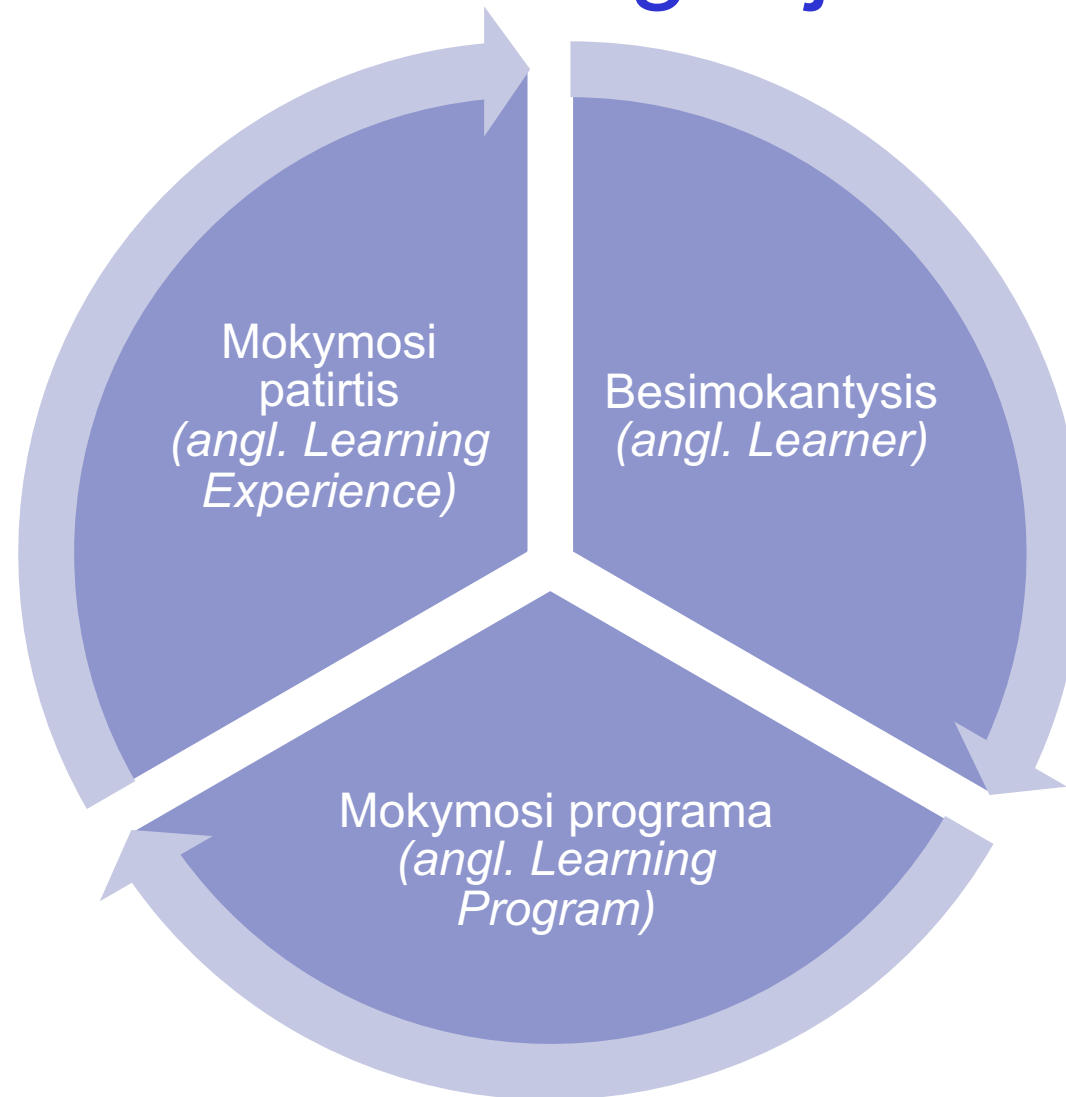 Mokymosi
patirtis
(angl. Learning
Experience)
Besimokantysis
(angl. Learner)
Mokymosi programa
(angl. Learning
Program)